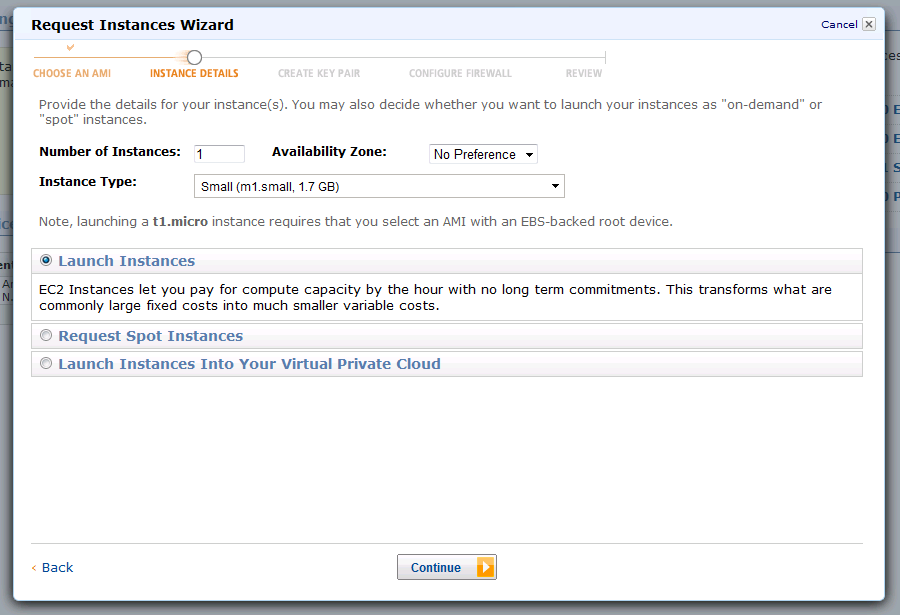 Request Instances Wizard
Cancel
CHOOSE AN AMI
INSTANCE DETAILS
CREATE KEY PAIR
CONFIGURE FIREWALL
REVIEW
Provide the details for your instance(s). You may also decide whether you want to launch your instances as "on-demand" or
"spot" instances.
Number of Instances: 1 Availability Zone: No Preference
Instance Type: Small (m1.small, 1.7 GB)
Note, launching a t1.micro instance requires that you select an AMI with an EBS-backed root device.
Launch Instances
EC2 Instances let you pay for compute capacity by the hour with no long term commitments. This transforms what are
commonly large fixed costs into much smaller variable costs.
Request Spot Instances
Launch Instances Into Your Virtual Private Cloud
Back
Continue